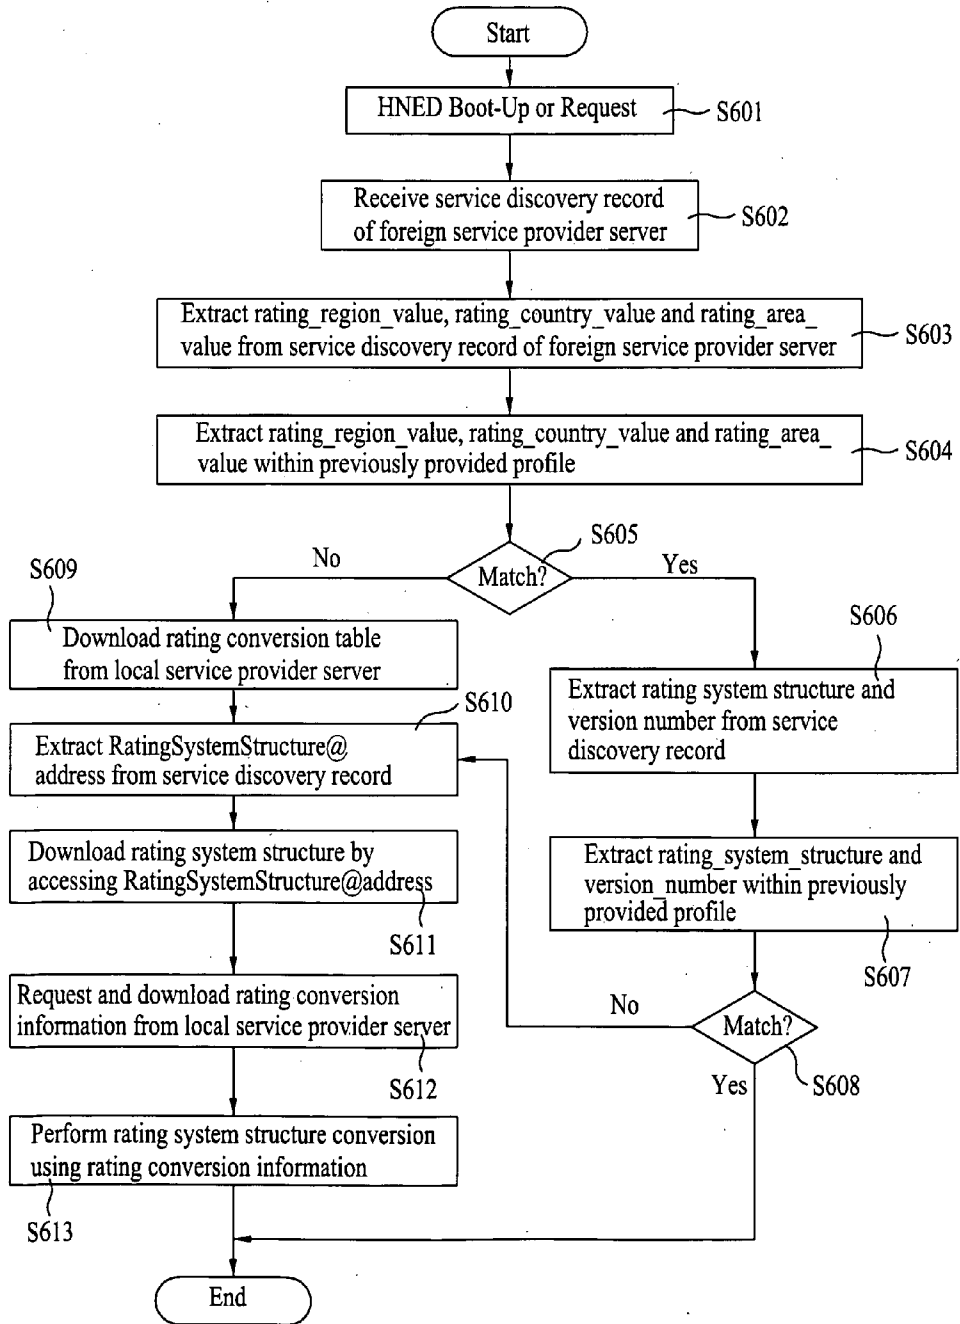 Start
HNED Boot-Up or Request
S601
Receive service discovery record
of foreign service provider server
S602
Extract rating_region_value, rating_country_value and rating_area_
value from service discovery record of foreign service provider server
S603
Extract rating_region_value, rating_country_value and rating_area_
value within previously provided profile
S604
S605
Match?
No
Yes
S609
Download rating conversion table
from local service provider server
S606
Extract rating system structure and
version number from service
discovery record
S610
Extract RatingSystemStructure@
address from service discovery record
Download rating system structure by
accessing RatingSystemStructure@address
S611
Extract rating_system_structure and
version_number within previously
provided profile
S607
Request and download rating conversion
information from local service provider server
S612
No
Match?
S608
Yes
Perform rating system structure conversion
using rating conversion information
S613
End